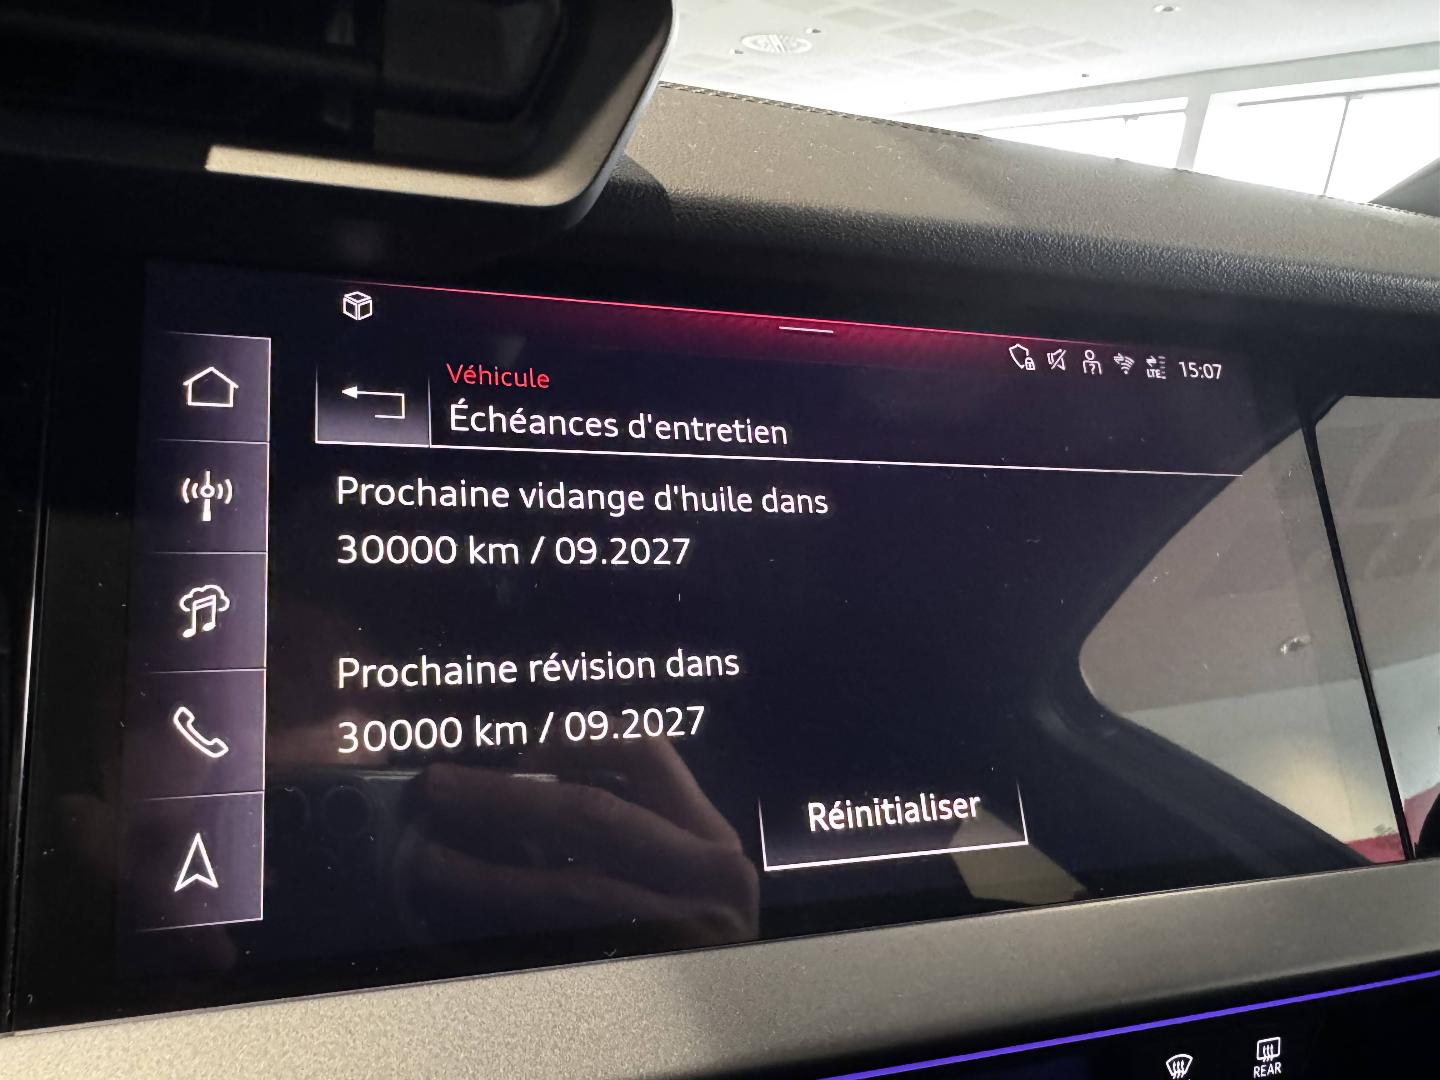 LTE
15:07
Véhicule
Échéances d'entretien
Prochaine vidange d'huile dans
30000 km / 09.2027
Prochaine révision dans
30000 km / 09.2027
Réinitialiser
REAR